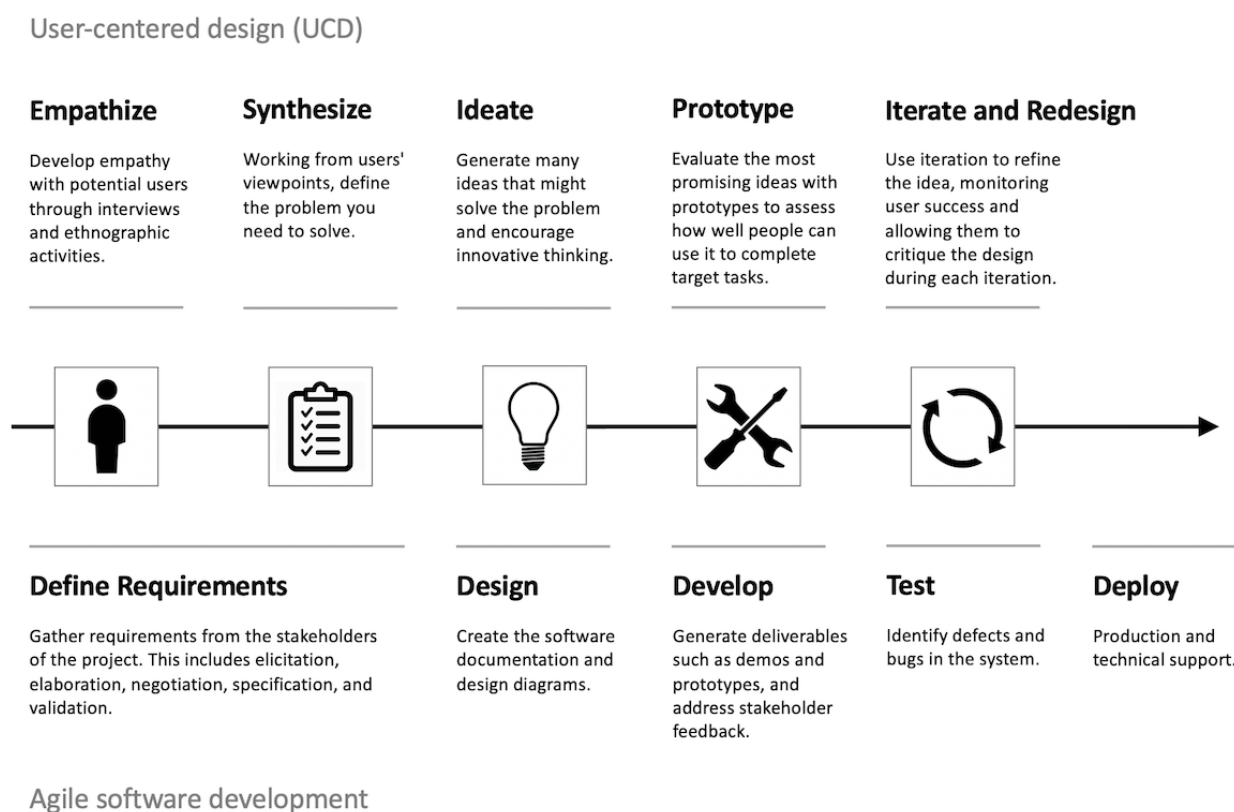 User-centered design (UCD)
Empathize
Develop empathy
with potential users
through interviews
and ethnographic
activities.
Synthesize
Working from users'
viewpoints, define
the problem you
need to solve.
Ideate
Generate many
ideas that might
solve the problem
and encourage
innovative thinking.
Prototype
Evaluate the most
promising ideas with
prototypes to assess
how well people can
use it to complete
target tasks.
Iterate and Redesign
Use iteration to refine
the idea, monitoring
user success and
allowing them to
critique the design
during each iteration.
Define Requirements
Gather requirements from the stakeholders
of the project. This includes elicitation,
elaboration, negotiation, specification, and
validation.
Design
Create the software
documentation and
design diagrams.
Develop
Generate deliverables
such as demos and
prototypes, and
address stakeholder
feedback.
Test
Identify defects and
bugs in the system.
Deploy
Production and
technical support.
Agile software development